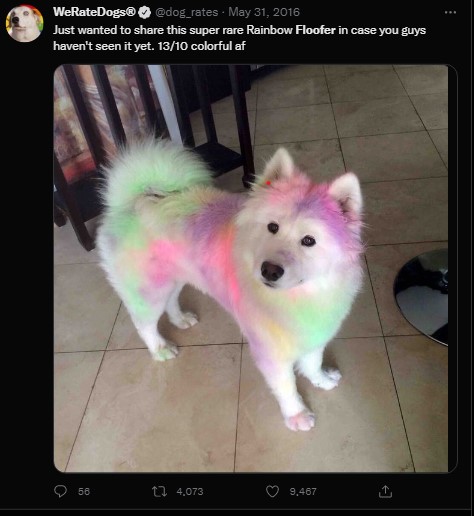 WeRateDogs® @dog_rates · May 31, 2016
Just wanted to share this super rare Rainbow Floofer in case you guys
haven't seen it yet. 13/10 colorful af
56 4,073 9,467